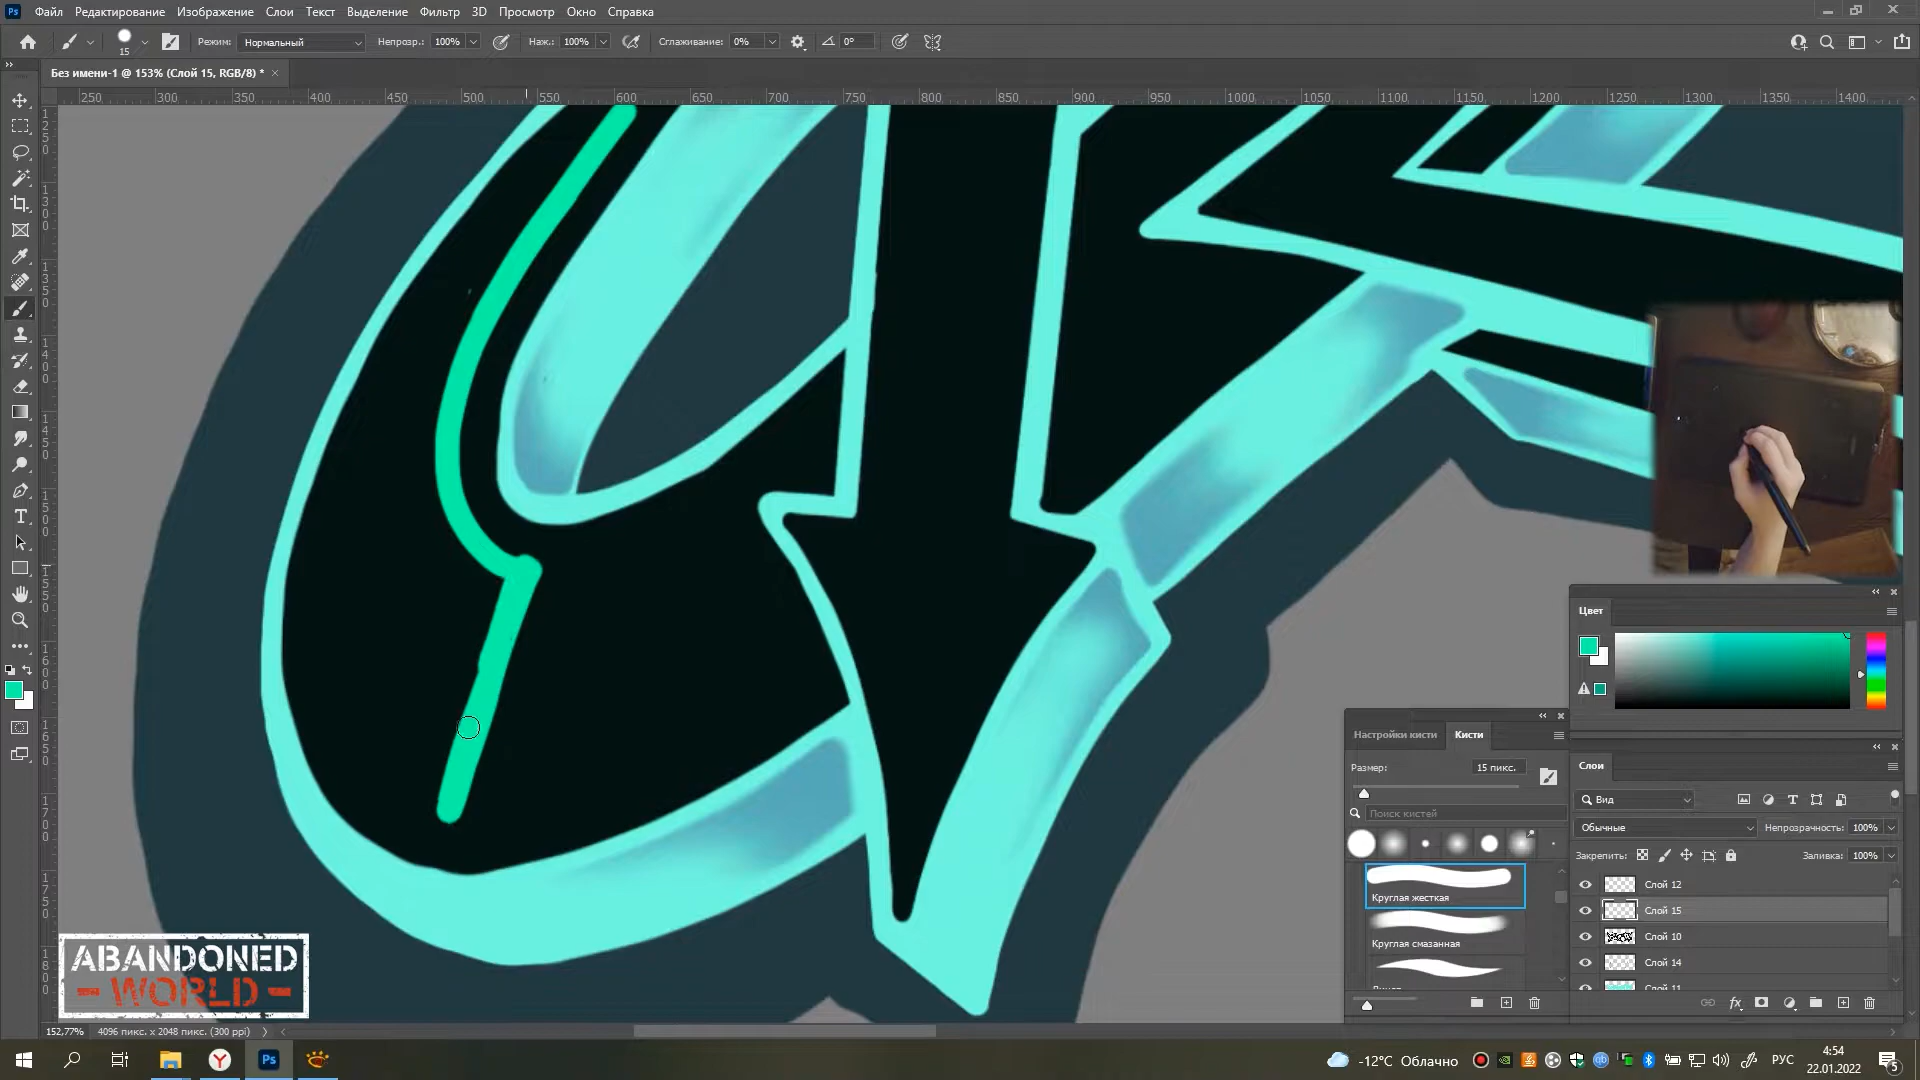 Ps Файл Редактирование Изображение Слои Текст Выделение Фильтр 3D Просмотр Окно Справка
15 Режим: Нормальный Непрозр.: 100% Наж.: 100% Сглаживание: 0% 0°
Без имени-1 @ 153% (Слой 15, RGB/8) * ×
250 300 350 400 450 500 550 600 650 700 750 800 850 900 950 1000 1050 1100 1150 1200 1250 1300 1350 1400
Цвет
Настройки кисти Кисти
Размер: 15 пикс.
Поиск кистей
Круглая жесткая
Круглая смазанная
Слои
Вид
Обычные Непрозрачность: 100%
Закрепить: Заливка: 100%
Слой 12
Слой 15
Слой 10
Слой 14
Слой 11
ABANDONED
WORLD
152,77% 4096 пикс. x 2048 пикс. (300 ppi)
-12°C Облачно РУС 4:54
22.01.2022 5